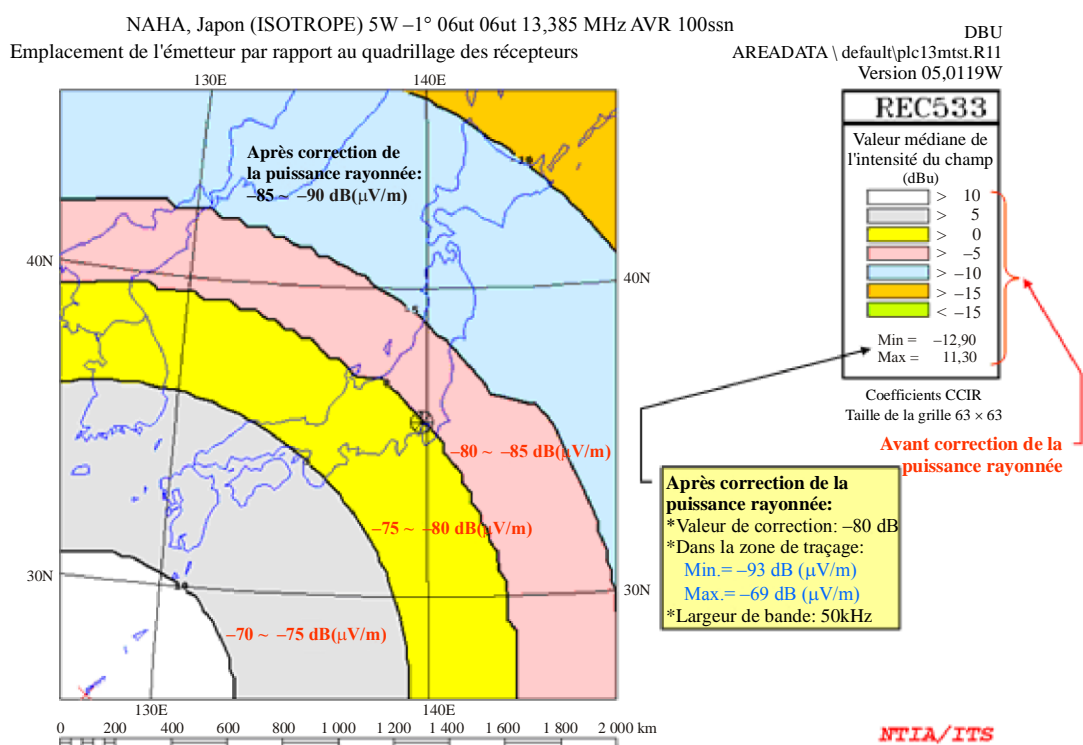 NAHA, Japon (ISOTROPE) 5W –1° 06ut 06ut 13,385 MHz AVR 100ssn
Emplacement de l'émetteur par rapport au quadrillage des récepteurs
DBU
AREADATA \ default\plc13mtst.R11
Version 05,0119W
130E
140E
REC533
Valeur médiane de
l'intensité du champ
(dBu)
> 10
> 5
> 0
> –5
> –10
> –15
< –15
Min = –12,90
Max = 11,30
Coefficients CCIR
Taille de la grille 63 × 63
Avant correction de la
puissance rayonnée
Après correction de
la puissance rayonnée:
–85 ~ –90 dB(μV/m)
-10
40N
40N
-5
0
–80 ~ –85 dB(μV/m)
–75 ~ –80 dB(μV/m)
30N
30N
10
–70 ~ –75 dB(μV/m)
Après correction de la
puissance rayonnée:
*Valeur de correction: –80 dB
*Dans la zone de traçage:
Min.= –93 dB (μV/m)
Max.= –69 dB (μV/m)
*Largeur de bande: 50kHz
130E
140E
0 200 400 600 800 1 000 1 200 1 400 1 600 1 800 2 000 km
NTIA/ITS